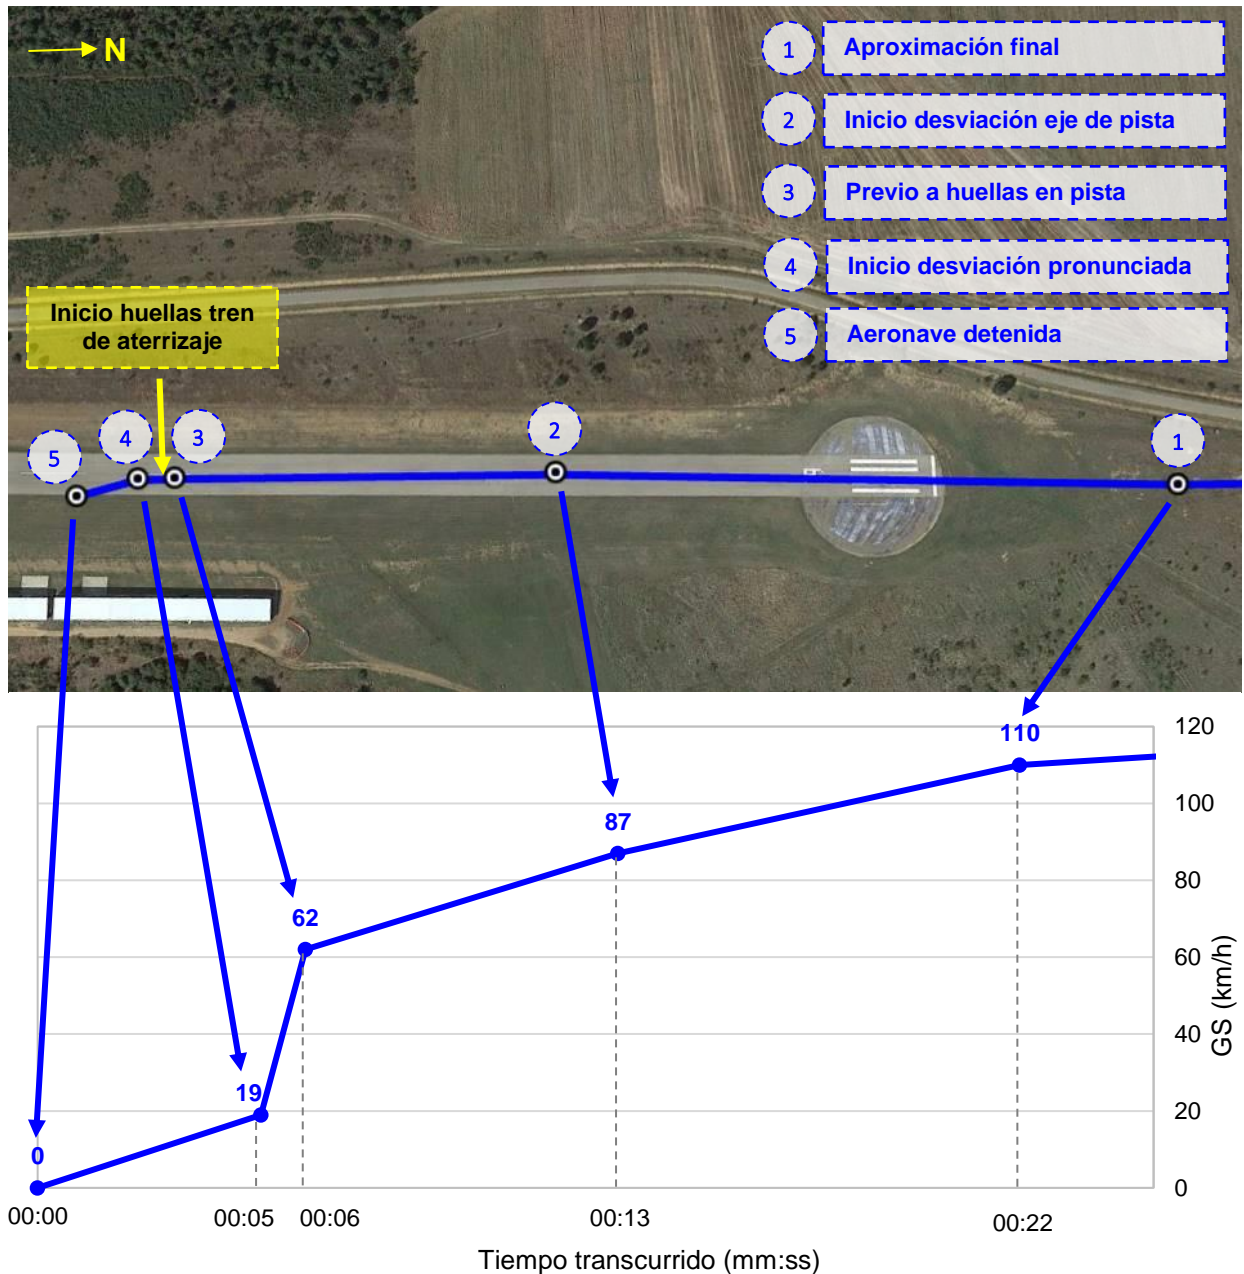 N
1 Aproximación final
2 Inicio desviación eje de pista
3 Previo a huellas en pista
4 Inicio desviación pronunciada
5 Aeronave detenida
Inicio huellas tren
de aterrizaje
5 4 3 2 1
120
110
100
87
80
62
60
GS (km/h)
40
19
20
0
0
00:00 00:05 00:06 00:13 00:22
Tiempo transcurrido (mm:ss)